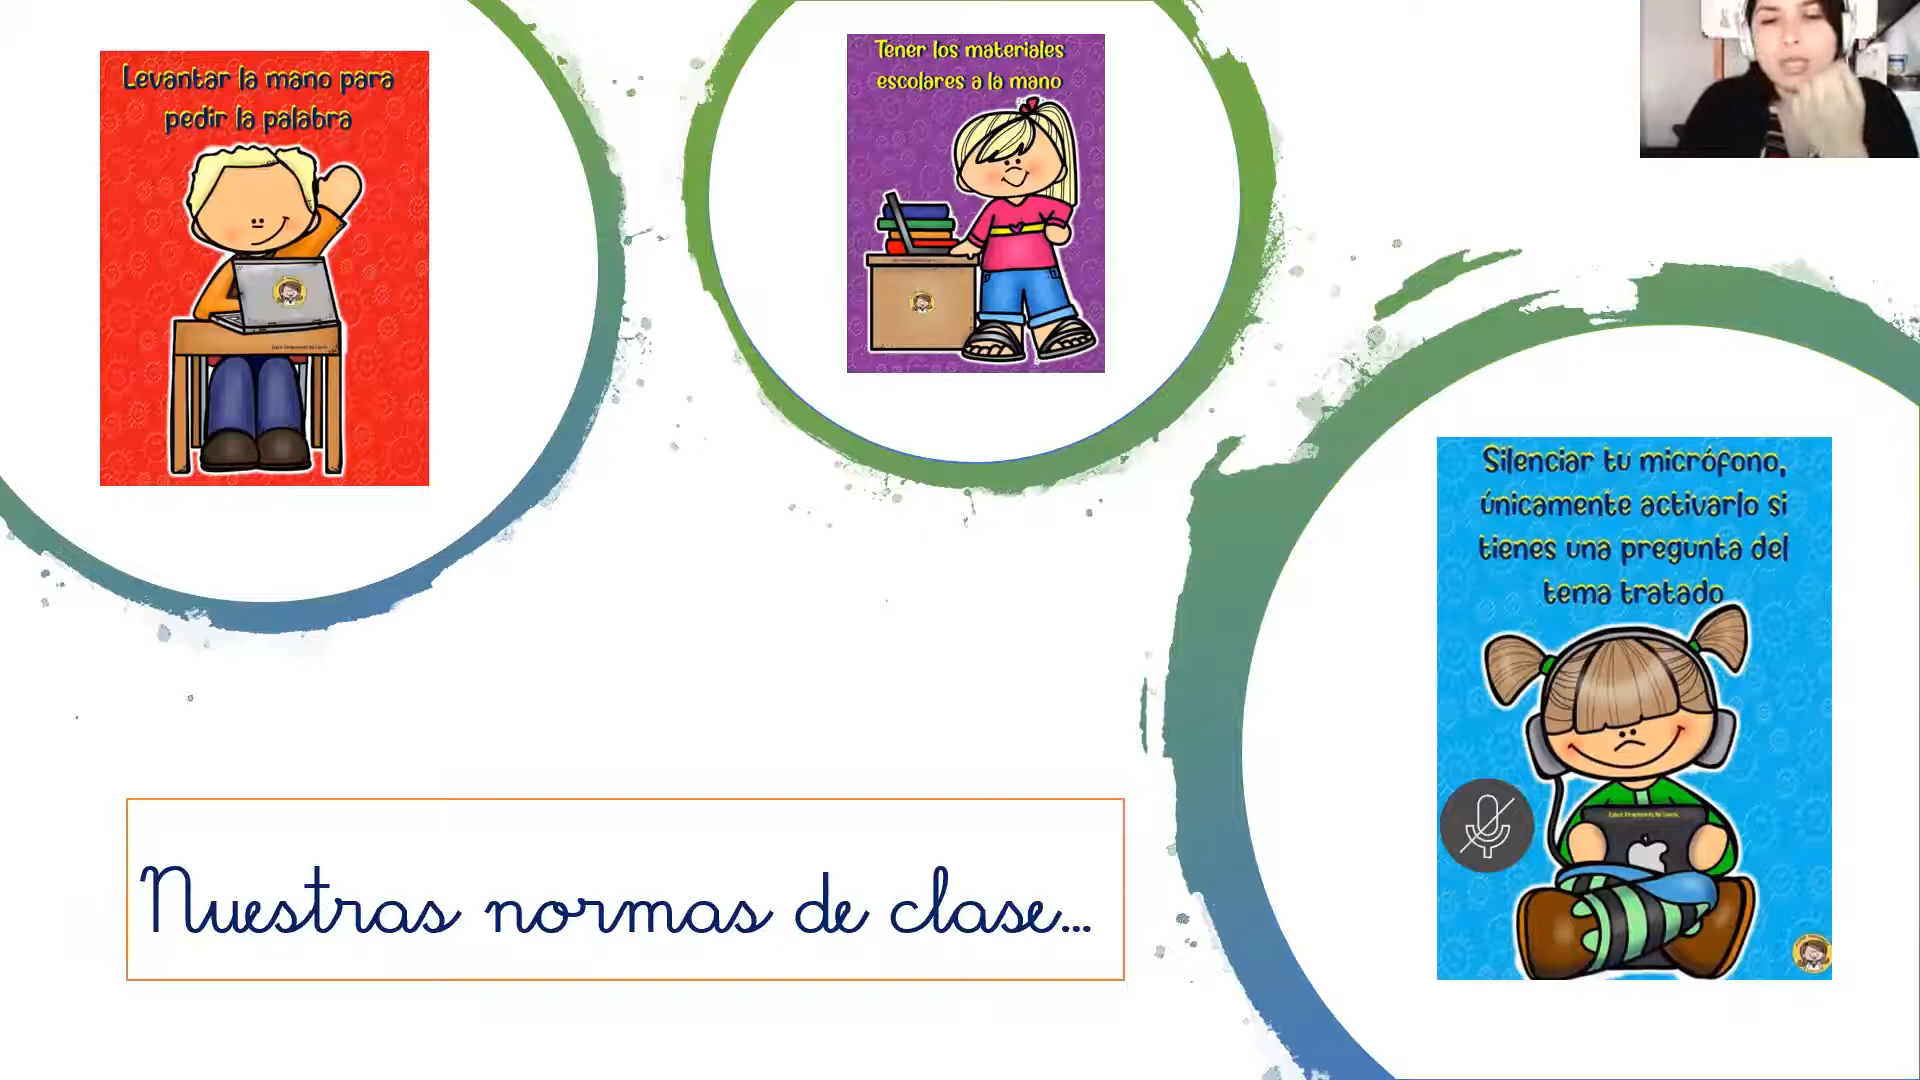 Levantar la mano para
pedir la palabra
Tener los materiales
escolares a la mano
Silenciar tu micrófono,
únicamente activarlo si
tienes una pregunta del
tema tratado
Nuestras normas de clase...